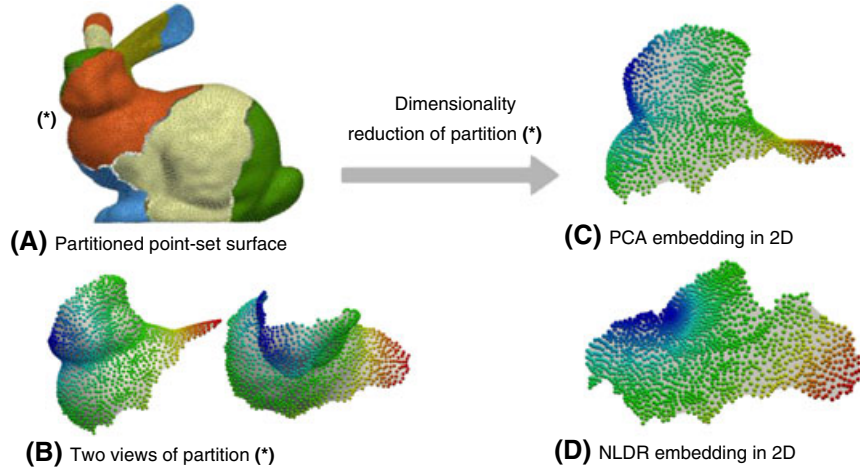 (*)
Dimensionality
reduction of partition (*)
(A) Partitioned point-set surface
(C) PCA embedding in 2D
(B) Two views of partition (*)
(D) NLDR embedding in 2D